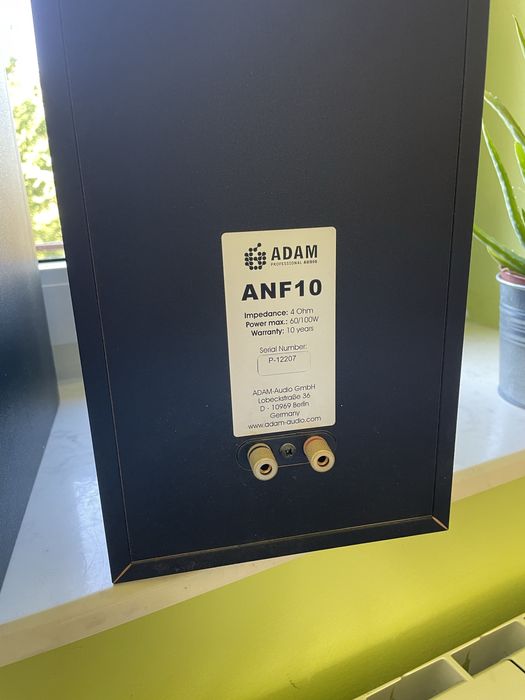 ADAM
PROFESSIONAL AUDIO
ANF10
Impedance: 4 Ohm
Power max.: 60/100W
Warranty: 10 years
Serial Number:
P-12207
ADAM-Audio GmbH
Lobeckstraße 36
D - 10969 Berlin
Germany
www.adam-audio.com